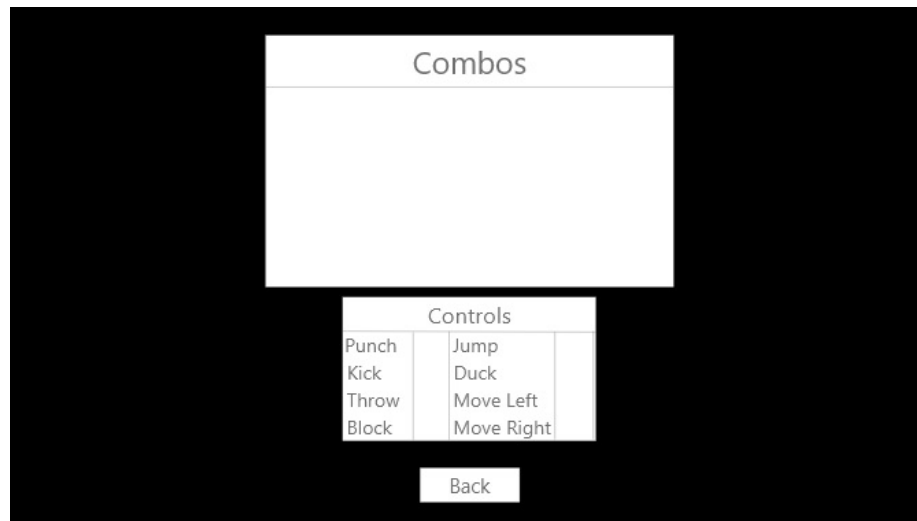 Combos
Controls
Punch Jump
Kick Duck
Throw Move Left
Block Move Right
Back